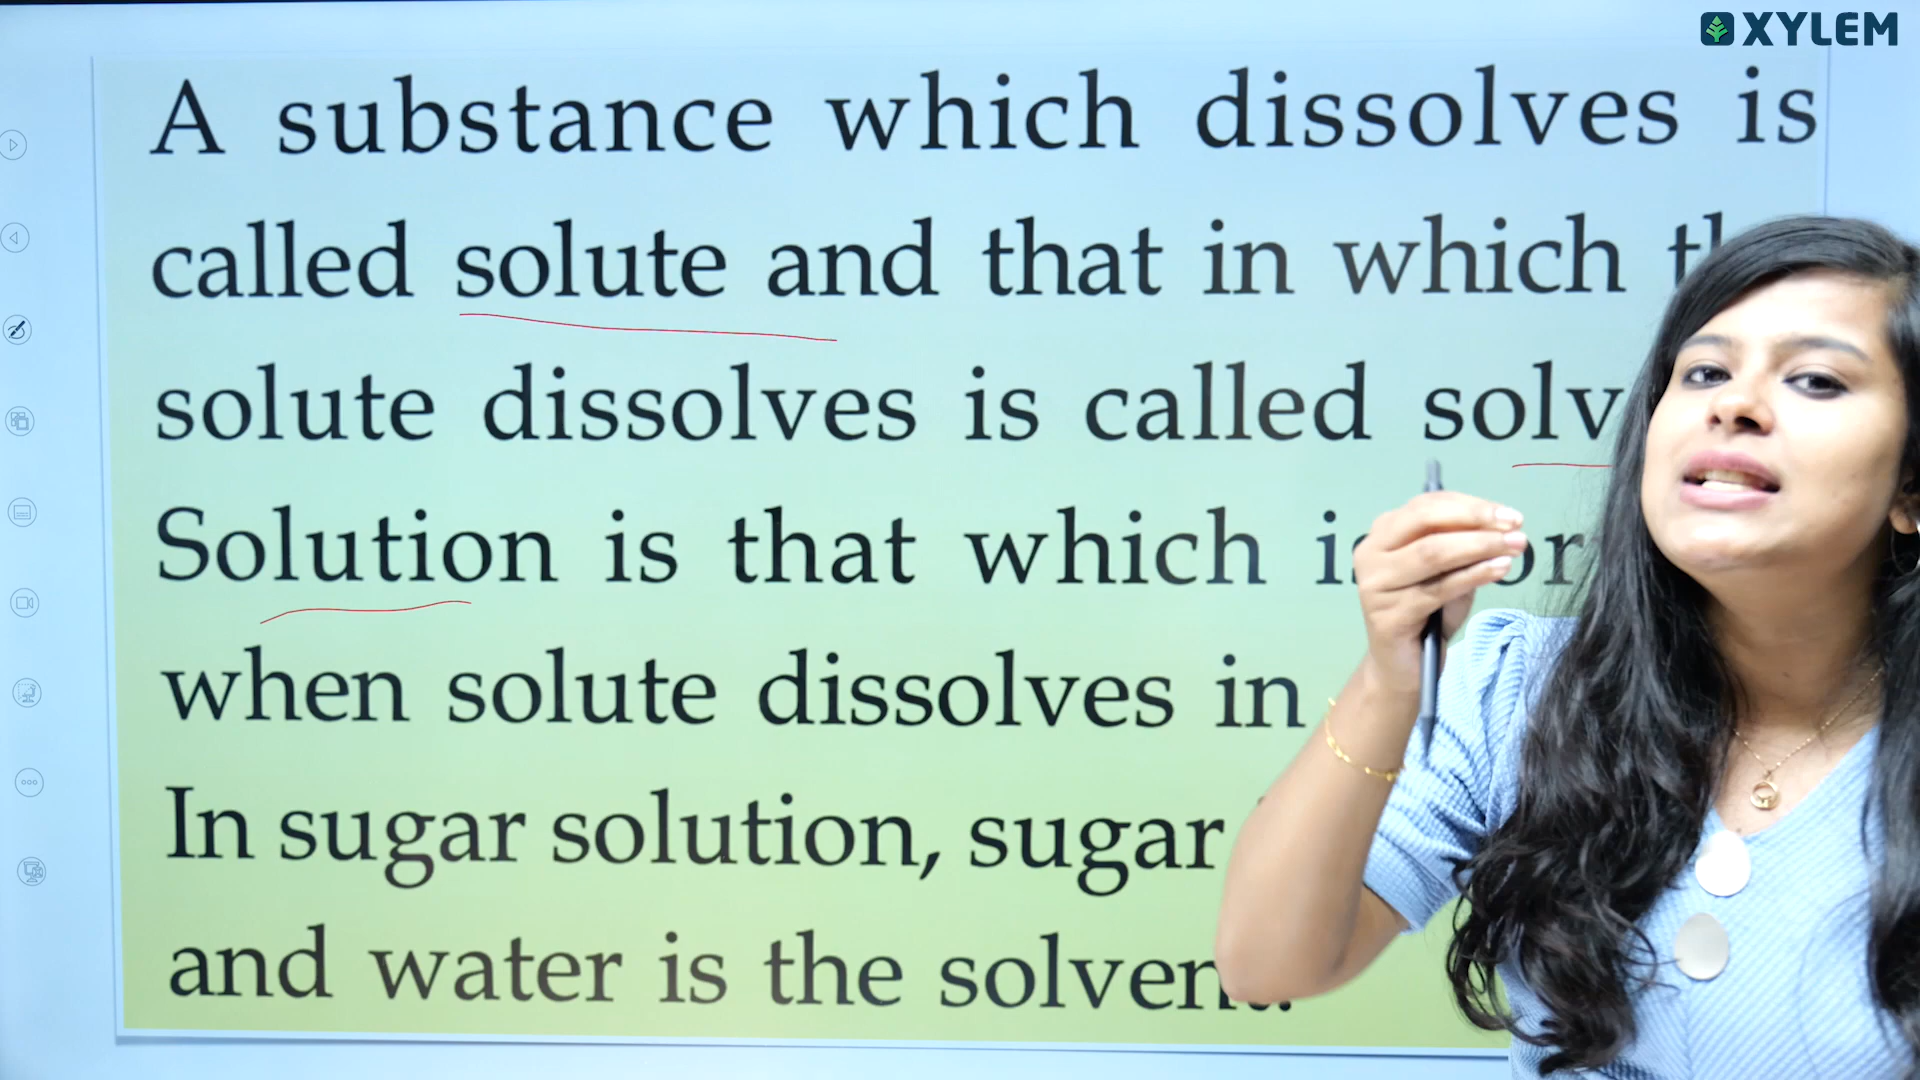 XYLEM
A substance which dissolves is
called solute and that in which
solute dissolves is called solv
Solution is that which
when solute dissolves in
In sugar solution, sugar
and water is the solvent.